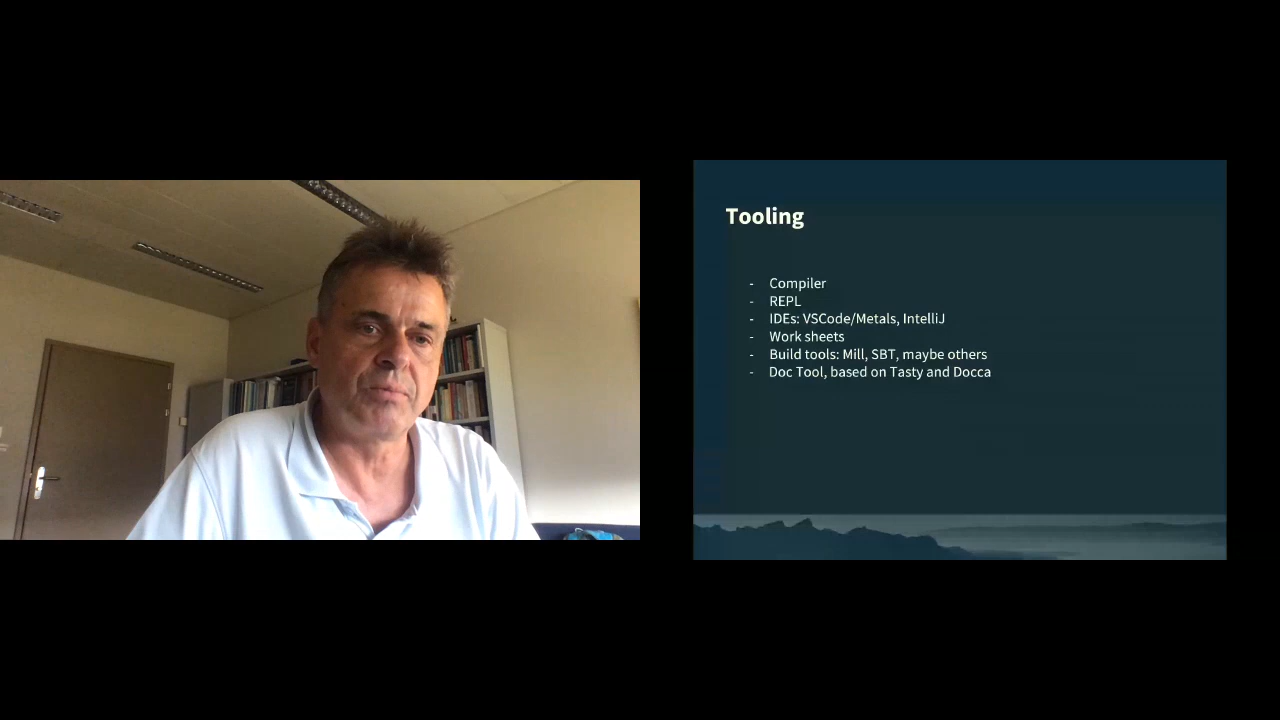 Tooling
- Compiler
- REPL
- IDEs: VSCode/Metals, IntelliJ
- Work sheets
- Build tools: Mill, SBT, maybe others
- Doc Tool, based on Tasty and Docca